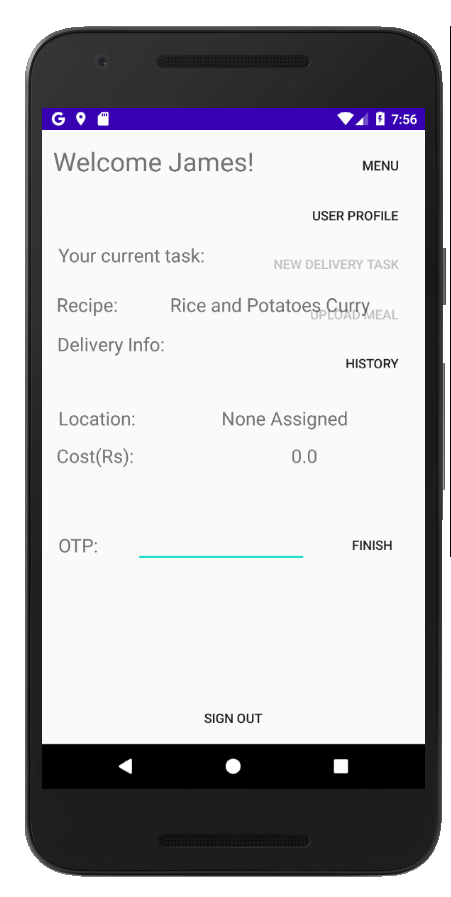 7:56
Welcome James!
MENU
USER PROFILE
Your current task:
NEW DELIVERY TASK
Recipe: Rice and Potatoes Curry
UPLOAD MEAL
Delivery Info:
HISTORY
Location: None Assigned
Cost(Rs): 0.0
OTP: FINISH
SIGN OUT